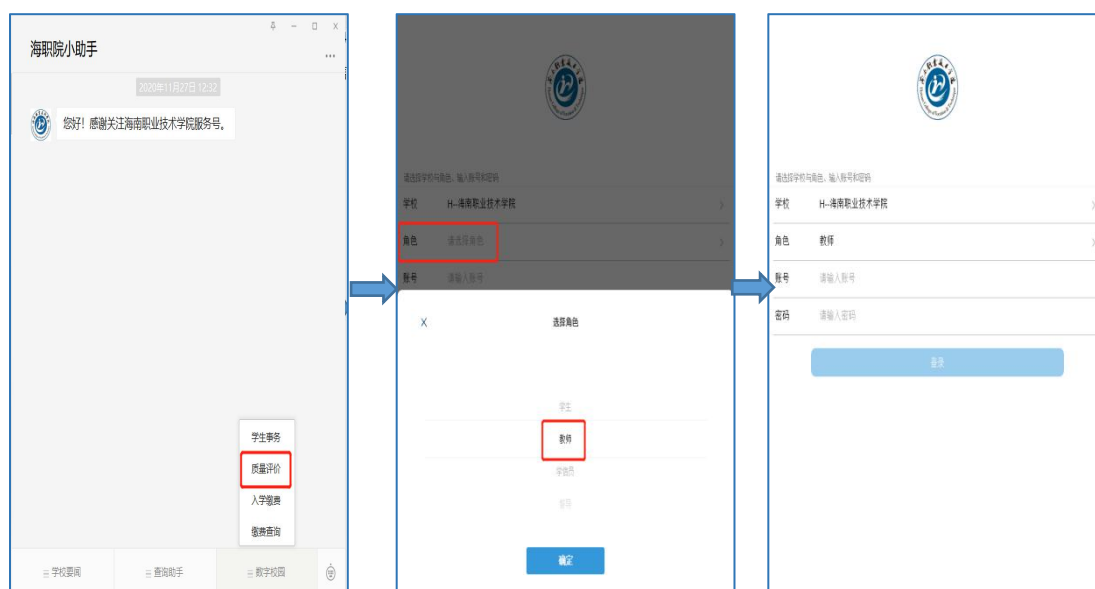 海职院小助手
2020年11月27日 12:32
您好！感谢关注海南职业技术学院服务号。
学生事务
质量评价
入学缴费
缴费查询
学校要闻
查询助手
数字校园
请选择学校与角色，输入账号和密码
学校 H--海南职业技术学院
角色 请选择角色
账号 请输入账号
选择角色
学生
教师
确定
请选择学校与角色，输入账号和密码
学校 H--海南职业技术学院
角色 教师
账号 请输入账号
密码 请输入密码
登录